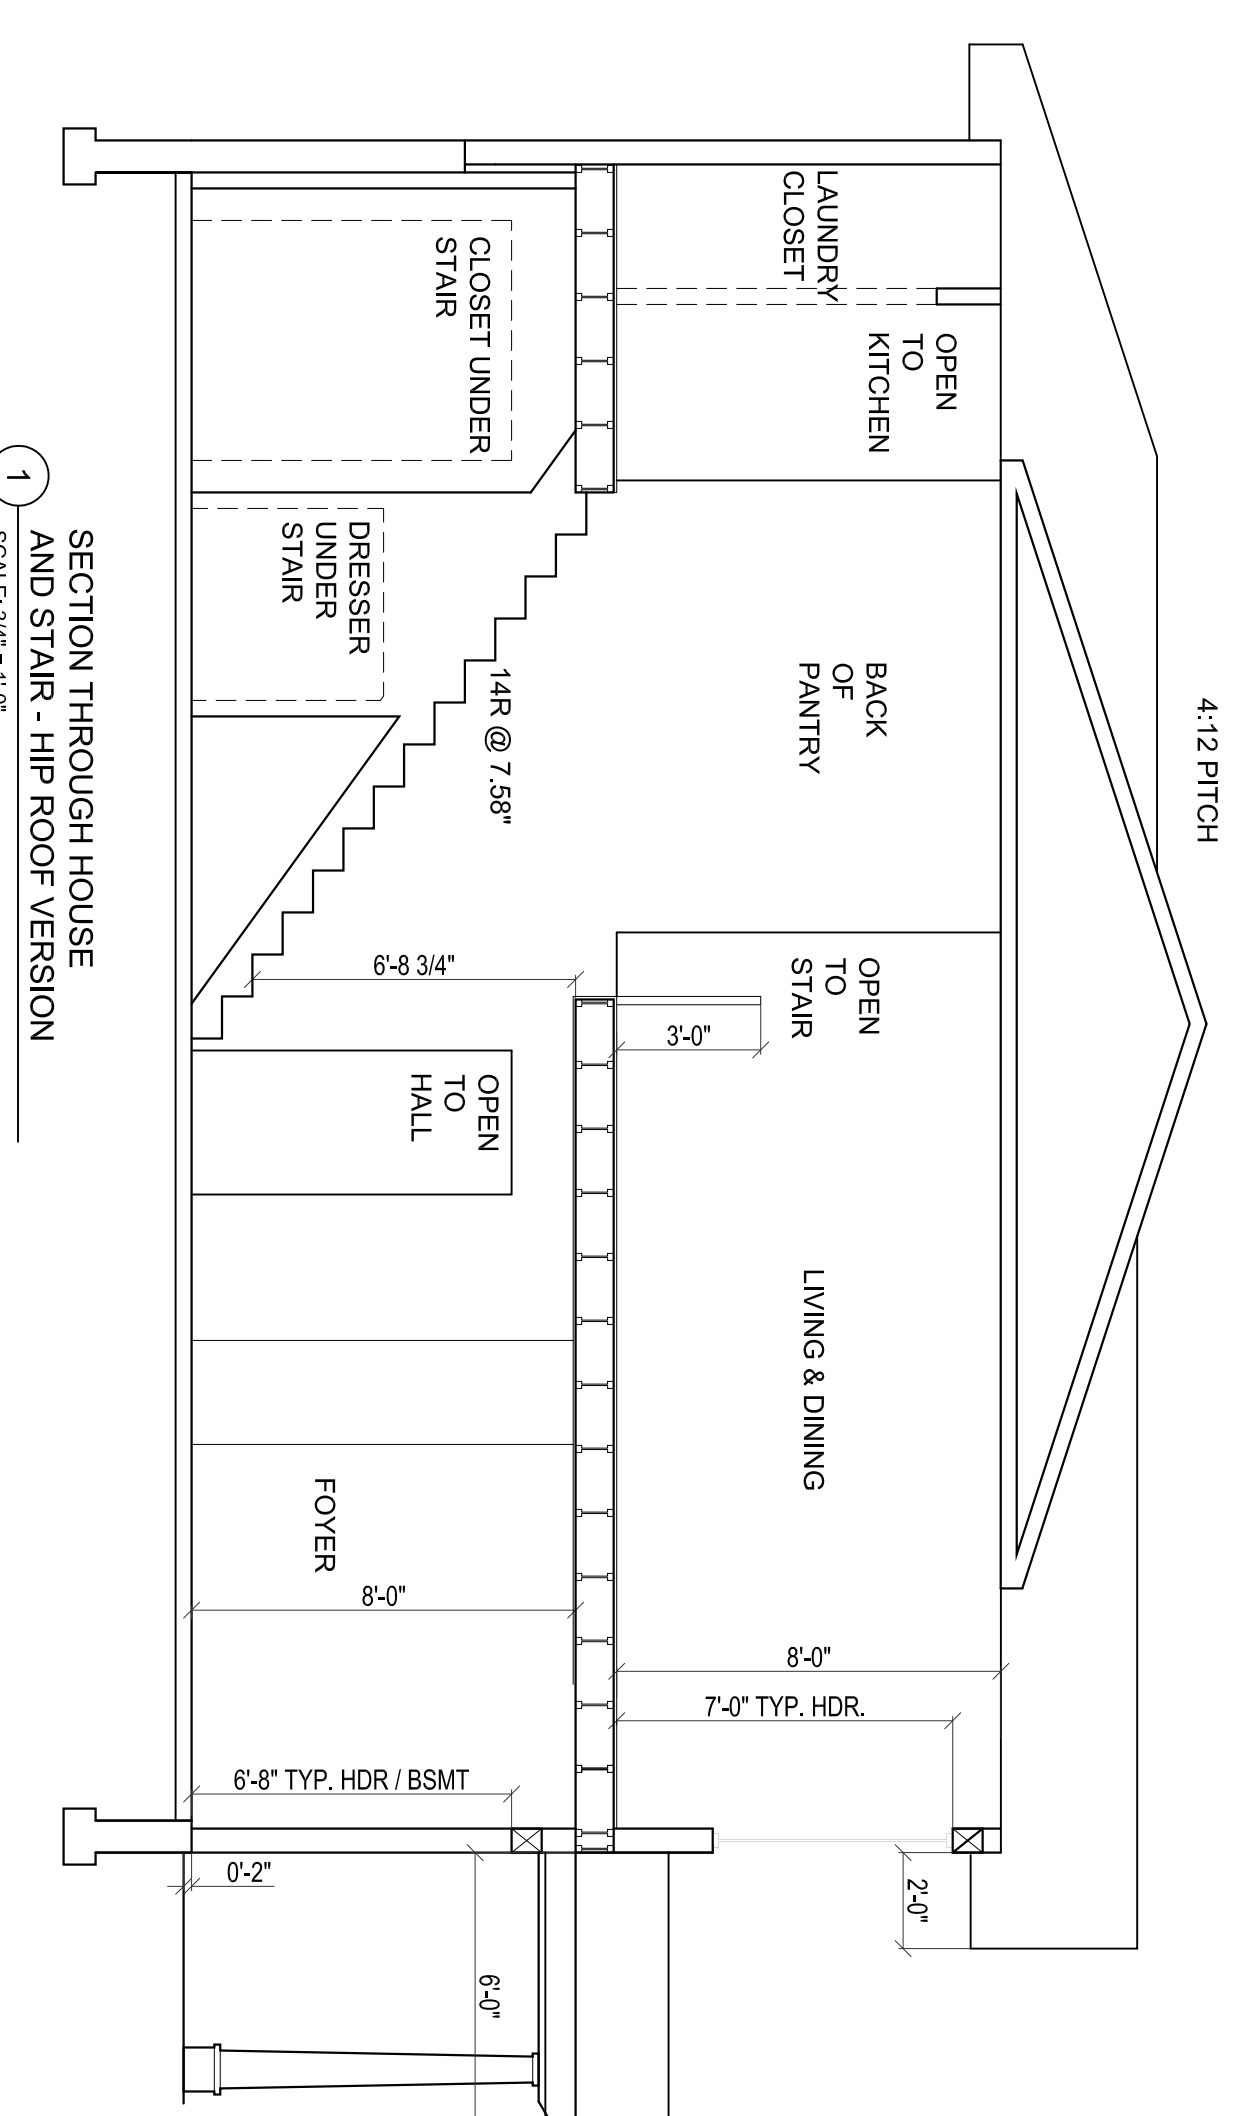 4:12 PITCH
LAUNDRY
CLOSET
OPEN
TO
KITCHEN
BACK
OF
PANTRY
OPEN
TO
STAIR
LIVING & DINING
3'-0"
8'-0"
7'-0" TYP. HDR.
2'-0"
CLOSET UNDER
STAIR
DRESSER
UNDER
STAIR
14R @ 7.58"
6'-8 3/4"
OPEN
TO
HALL
FOYER
8'-0"
6'-8" TYP. HDR / BSMT
0'-2"
6'-0"
1
SECTION THROUGH HOUSE
AND STAIR - HIP ROOF VERSION